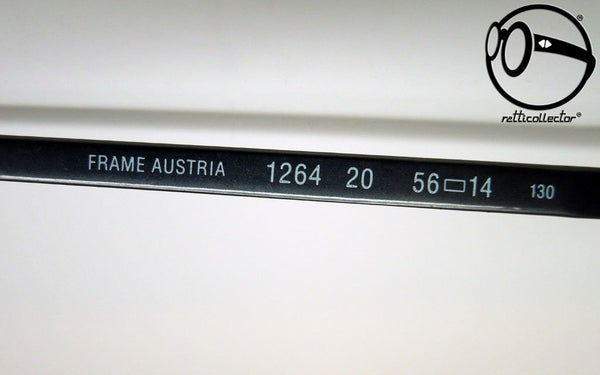 retticollector®
FRAME AUSTRIA 1264 20 56▭14 130